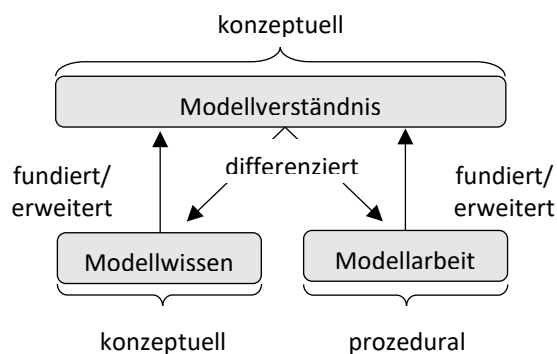 konzeptuell
Modellverständnis
differenziert
fundiert/
erweitert
fundiert/
erweitert
Modellwissen
Modellarbeit
konzeptuell
prozedural